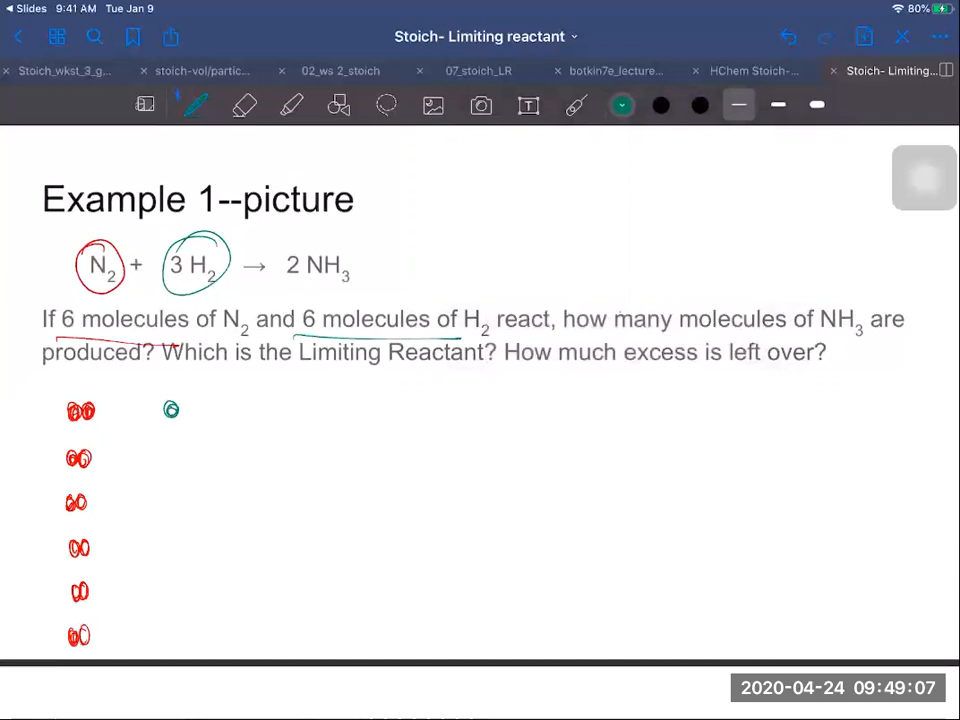 Slides 9:41 AM Tue Jan 9 80%
Stoich- Limiting reactant
Stoich_wkst_3_g... stoich-vol/partic... 02_ws 2_stoich 07_stoich_LR botkin7e_lecture... HChem Stoich-... Stoich- Limiting...
T
Example 1--picture
N₂ + 3 H₂ → 2 NH₃
If 6 molecules of N₂ and 6 molecules of H₂ react, how many molecules of NH₃ are
produced? Which is the Limiting Reactant? How much excess is left over?
2020-04-24 09:49:07